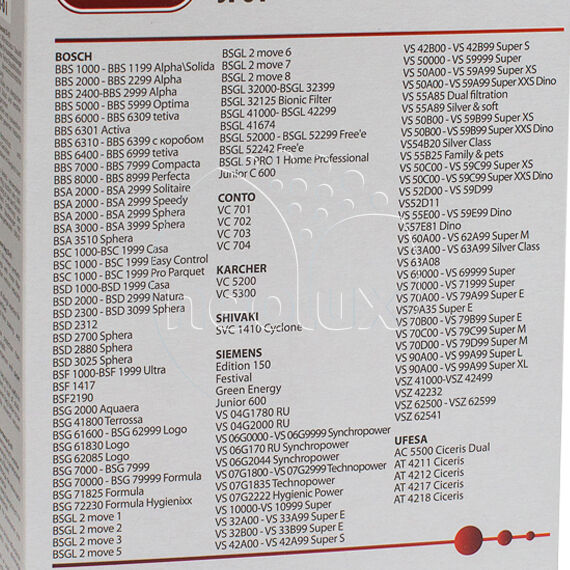 BOSCH
BBS 1000 - BBS 1199 Alpha\Solida
BBS 2000 - BBS 2299 Alpha
BBS 2400-BBS 2999 Alpha
BBS 5000 - BBS 5999 Optima
BBS 6000 - BBS 6309 tetiva
BBS 6301 Activa
BBS 6310 - BBS 6399 с коробом
BBS 6400 - BBS 6999 tetiva
BBS 7000 - BBS 7999 Compacta
BBS 8000 - BBS 8999 Perfecta
BSA 2000 - BSA 2999 Solitaire
BSA 2000 - BSA 2999 Speedy
BSA 2000 - BSA 2999 Sphera
BSA 3000 - BSA 3999 Sphera
BSA 3510 Sphera
BSC 1000-BSC 1999 Casa
BSC 1000 - BSC 1999 Easy Control
BSC 1000 - BSC 1999 Pro Parquet
BSD 1000-BSD 1999 Casa
BSD 2000 - BSD 2999 Natura
BSD 2300 - BSD 3099 Sphera
BSD 2312
BSD 2700 Sphera
BSD 2880 Sphera
BSD 3025 Sphera
BSF 1000-BSF 1999 Ultra
BSF 1417
BSF2190
BSG 2000 Aquaera
BSG 41800 Terrossa
BSG 61600 - BSG 62999 Logo
BSG 61830 Logo
BSG 62085 Logo
BSG 70000 - BSG 7999
BSG 70000 - BSG 79999 Formula
BSG 71825 Formula
BSG 72230 Formula Hygienixx
BSGL 2 move 1
BSGL 2 move 2
BSGL 2 move 3
BSGL 2 move 5
BSGL 2 move 6
BSGL 2 move 7
BSGL 2 move 8
BSGL 32000-BSGL 32399
BSGL 32125 Bionic Filter
BSGL 41000- BSGL 42299
BSGL 41674
BSGL 52000 - BSGL 52299 Free'e
BSGL 52242 Free'e
BSGL 5 PRO 1 Home Professional
Junior C 600
CONTO
VC 701
VC 702
VC 703
VC 704
KARCHER
VC 5200
VC 5300
SHIVAKI
SVC 1410 Cyclone
SIEMENS
Edition 150
Festival
Green Energy
Junior 600
VS 04G1780 RU
VS 04G2000 RU
VS 06G0000 - VS 06G9999 Synchropower
VS 06G170 RU Synchropower
VS 06G2044 Synchropower
VS 07G1800 - VS 07G2999 Technopower
VS 07G1835 Technopower
VS 07G2222 Hygienic Power
VS 10000-VS 10999 Super
VS 32A00 - VS 33A99 Super E
VS 32B00 - VS 33B99 Super E
VS 42A00 - VS 42A99 Super S
VS 42B00 - VS 42B99 Super S
VS 50000 - VS 59999 Super
VS 50A00 - VS 59A99 Super XS
VS 50A00 - VS 59A99 Super XXS Dino
VS 55A85 Dual filtration
VS 55A89 Silver & soft
VS 50B00 - VS 59B99 Super XS
VS 50B00 - VS 59B99 Super XXS Dino
VS54B20 Silver Class
VS 55B25 Family & pets
VS 50C00 - VS 59C99 Super XS
VS 50C00 - VS 59C99 Super XXS Dino
VS 52D00 - VS 59D99
VS52D11
VS 55E00 - VS 59E99 Dino
VS57E81 Dino
VS 60A00 - VS 62A99 Super M
VS 63A00 - VS 63A99 Silver Class
VS 63A08
VS 69000 - VS 69999 Super
VS 70000 - VS 71999 Super
VS 70A00 - VS 79A99 Super E
VS79A35 Super E
VS 70B00 - VS 79B99 Super E
VS 70C00 - VS 79C99 Super M
VS 70D00 - VS 79D99 Super M
VS 90A00 - VS 99A99 Super L
VS 90A00 - VS 99A99 Super XL
VSZ 41000-VSZ 42499
VSZ 42232
VSZ 62500 - VSZ 62599
VSZ 62541
UFESA
AC 5500 Ciceris Dual
AT 4211 Ciceris
AT 4212 Ciceris
AT 4217 Ciceris
AT 4218 Ciceris